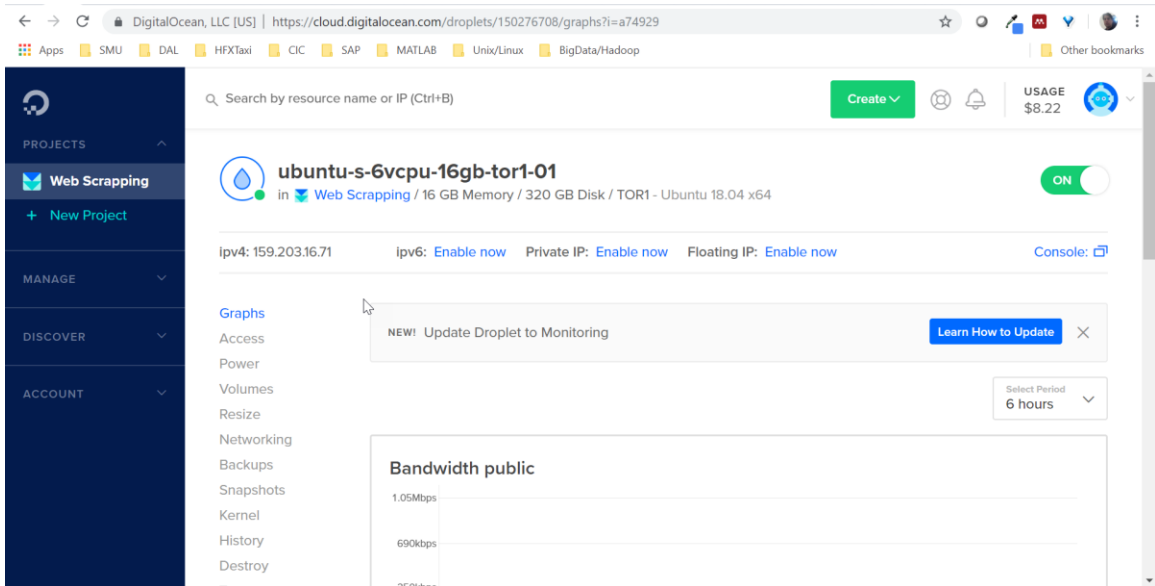 DigitalOcean, LLC [US] | https://cloud.digitalocean.com/droplets/150276708/graphs?i=a74929
Apps SMU DAL HFXTaxi CIC SAP MATLAB Unix/Linux BigData/Hadoop Other bookmarks
Search by resource name or IP (Ctrl+B)
Create
USAGE
$8.22
PROJECTS
Web Scrapping
+ New Project
MANAGE
DISCOVER
ACCOUNT
ubuntu-s-6vcpu-16gb-tor1-01
in Web Scrapping / 16 GB Memory / 320 GB Disk / TOR1 - Ubuntu 18.04 x64
ON
ipv4: 159.203.16.71 ipv6: Enable now Private IP: Enable now Floating IP: Enable now Console:
Graphs
Access
Power
Volumes
Resize
Networking
Backups
Snapshots
Kernel
History
Destroy
NEW! Update Droplet to Monitoring
Learn How to Update
Select Period
6 hours
Bandwidth public
1.05Mbps
690kbps